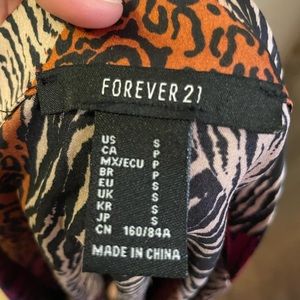 FOREVER 21
US S
CA P
MX/ECU P
BR P
EU S
UK S
KR S
JP S
CN 160/84A
MADE IN CHINA